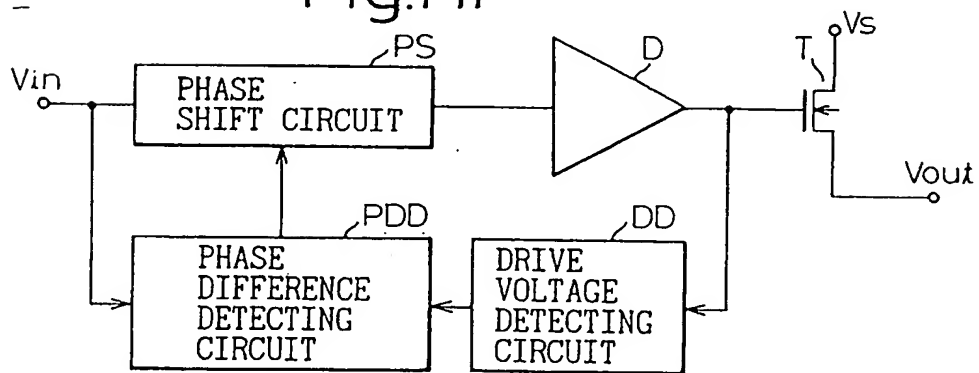 PS
D
T
Vs
Vin
PHASE
SHIFT CIRCUIT
Vout
PDD
DD
PHASE
DIFFERENCE
DETECTING
CIRCUIT
DRIVE
VOLTAGE
DETECTING
CIRCUIT